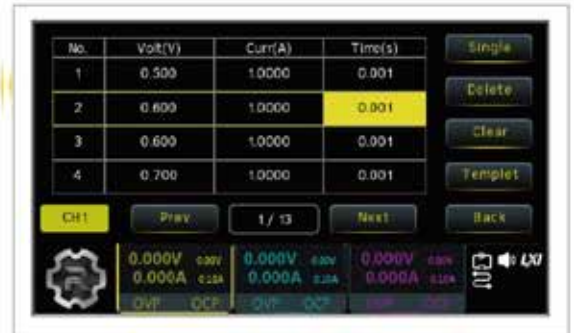 No. Volt(V) Curr(A) Time(s) Single
1 0.500 1.0000 0.001
Delete
2 0.600 1.0000 0.001
Clear
3 0.600 1.0000 0.001
4 0.700 1.0000 0.001 Templet
CH1 Prev 1/ 13 Next Back
0.000V 0.000V 0.000V LXI
0.000A 0.000A 0.000A
OVP OCP OVP OCP OVP OCP